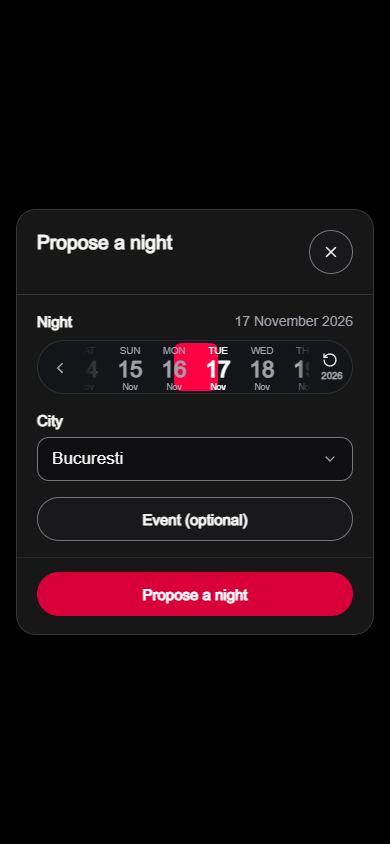 Propose a night
Night 17 November 2026
SUN MON TUE WED
15 16 17 18
Nov Nov Nov Nov
2026
City
Bucuresti
Event (optional)
Propose a night